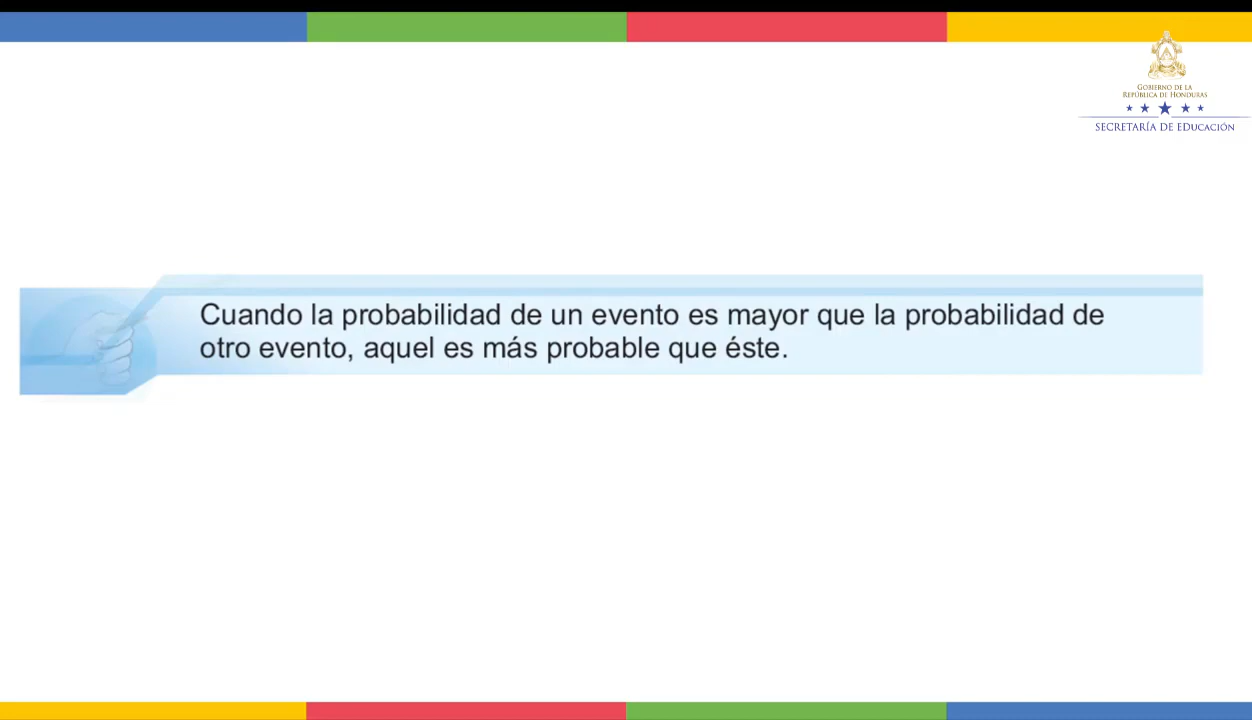 GOBIERNO DE LA
REPÚBLICA DE HONDURAS
SECRETARÍA DE EDUCACIÓN
Cuando la probabilidad de un evento es mayor que la probabilidad de
otro evento, aquel es más probable que éste.